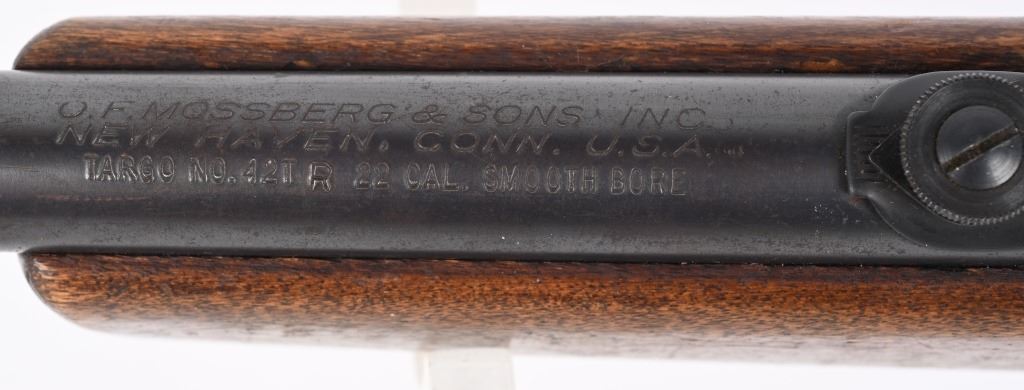 O.F. MOSSBERG & SONS, INC.
NEW HAVEN, CONN. U.S.A.
TARGO NO. 42T R 22 CAL. SMOOTH BORE